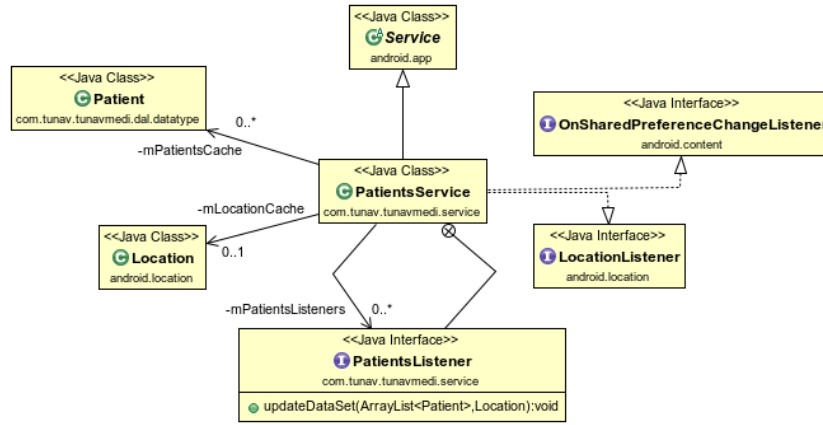 <<Java Class>>
Service
android.app
<<Java Class>>
Patient
com.tunav.tunavmedi.dal.datatype
0..*
-mPatientsCache
<<Java Interface>>
OnSharedPreferenceChangeListener
android.content
<<Java Class>>
PatientsService
com.tunav.tunavmedi.service
-mLocationCache
0..1
<<Java Class>>
Location
android.location
<<Java Interface>>
LocationListener
android.location
-mPatientsListeners
0..*
<<Java Interface>>
PatientsListener
com.tunav.tunavmedi.service
updateDataSet(ArrayList<Patient>,Location):void